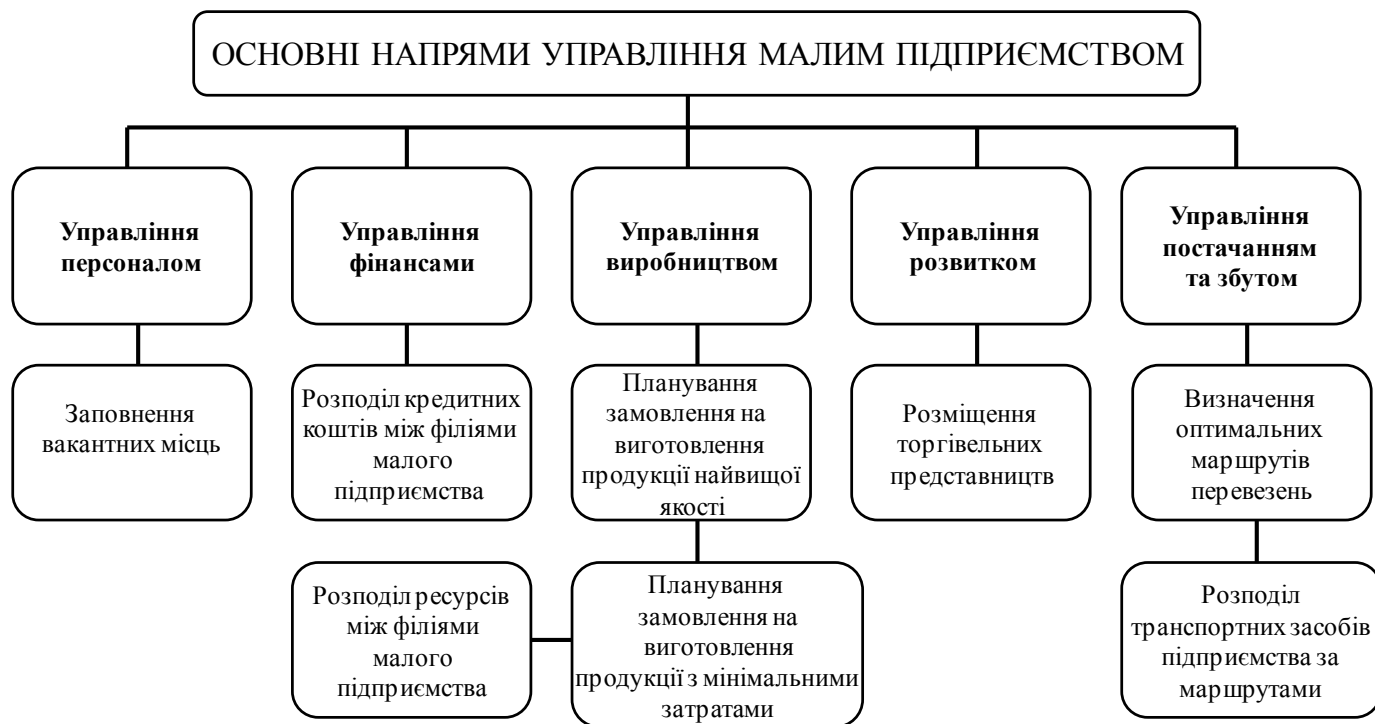 ОСНОВНІ НАПРЯМИ УПРАВЛІННЯ МАЛИМ ПІДПРИЄМСТВОМ
Управління
персоналом
Управління
фінансами
Управління
виробництвом
Управління
розвитком
Управління
постачанням
та збутом
Заповнення
вакантних місць
Розподіл кредитних
коштів між філіями
малого
підприємства
Планування
замовлення на
виготовлення
продукції найвищої
якості
Розміщення
торгівельних
представництв
Визначення
оптимальних
маршрутів
перевезень
Розподіл ресурсів
між філіями
малого
підприємства
Планування
замовлення на
виготовлення
продукції з мінімальними
затратами
Розподіл
транспортних засобів
підприємства за
маршрутами